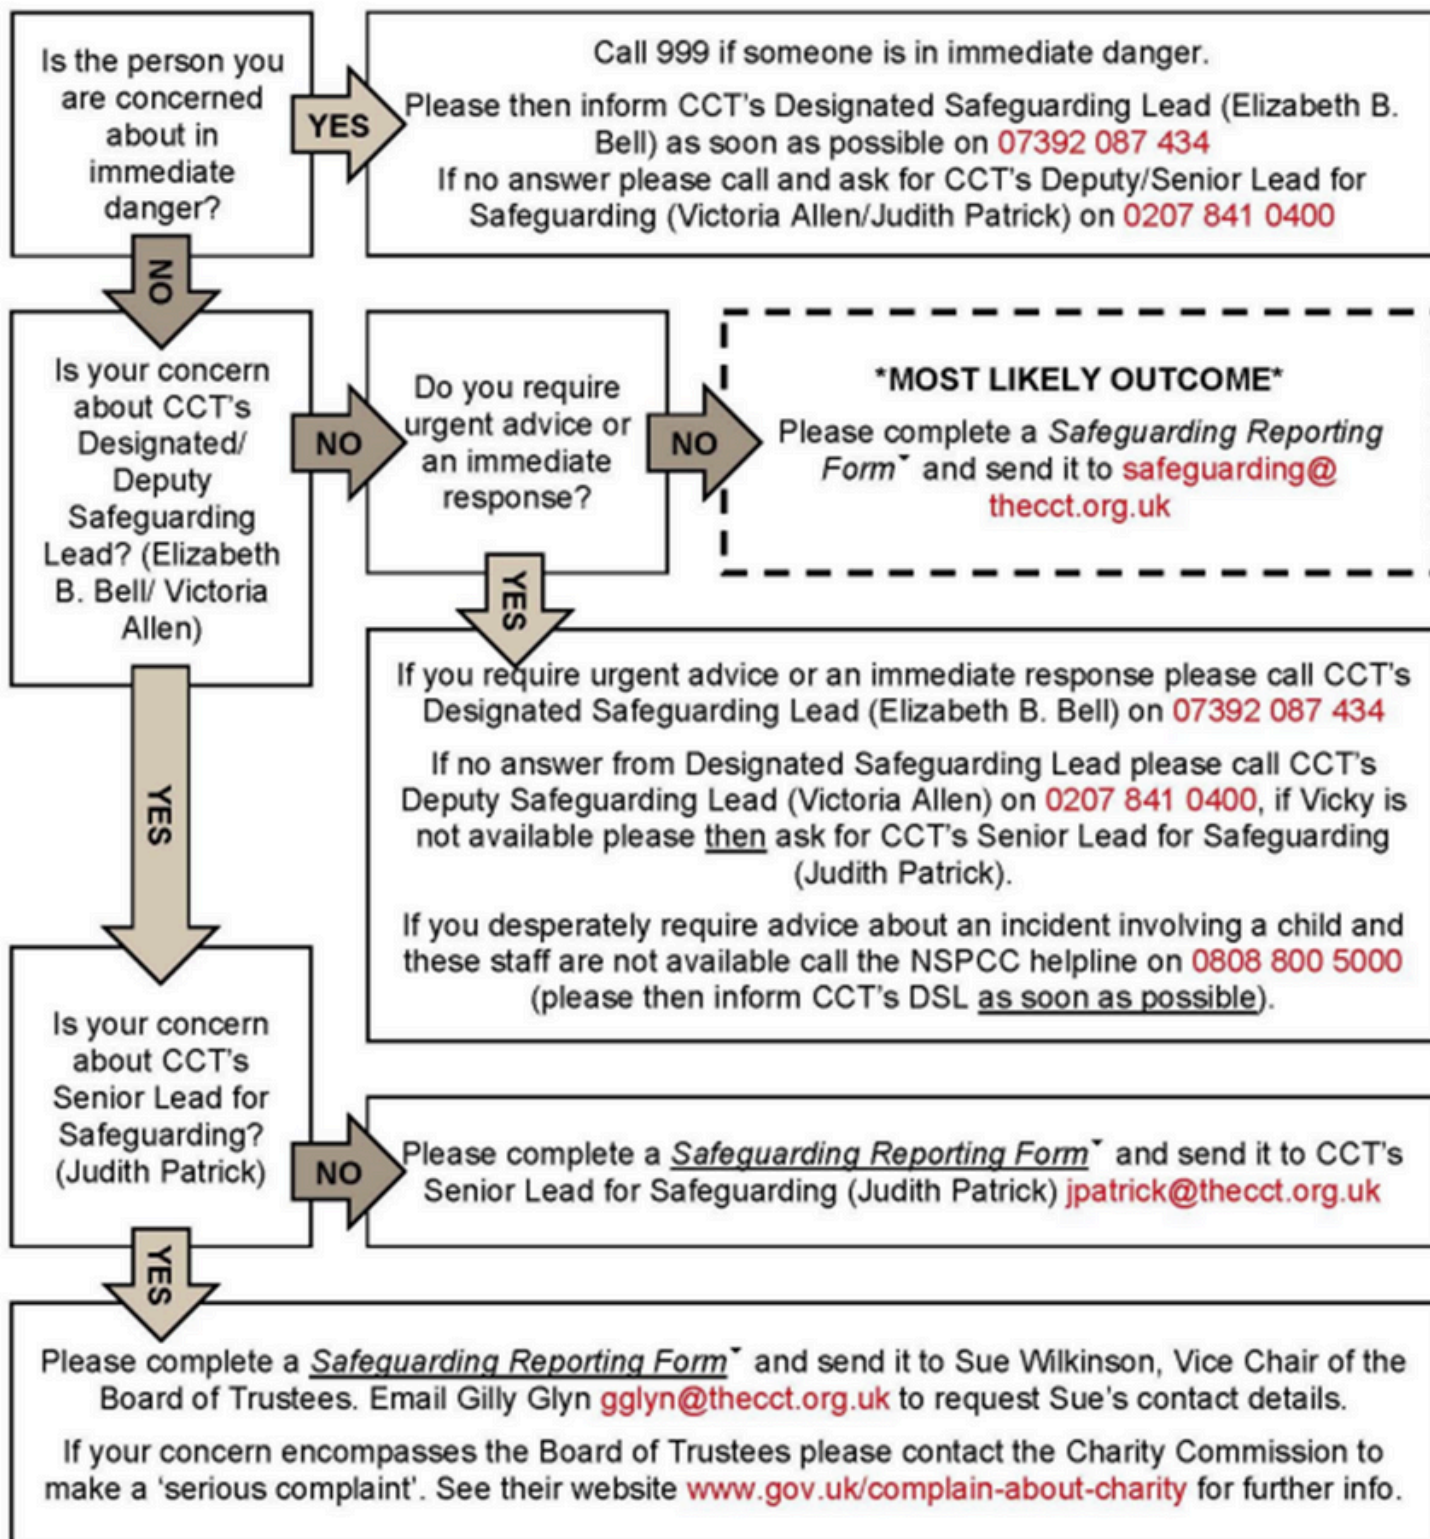 Is the person you
are concerned
about in
immediate
danger?
YES
Call 999 if someone is in immediate danger.
Please then inform CCT's Designated Safeguarding Lead (Elizabeth B.
Bell) as soon as possible on 07392 087 434
If no answer please call and ask for CCT's Deputy/Senior Lead for
Safeguarding (Victoria Allen/Judith Patrick) on 0207 841 0400
NO
Is your concern
about CCT's
Designated/
Deputy
Safeguarding
Lead? (Elizabeth
B. Bell/ Victoria
Allen)
NO
Do you require
urgent advice or
an immediate
response?
NO
*MOST LIKELY OUTCOME*
Please complete a Safeguarding Reporting
Form˅ and send it to safeguarding@
thecct.org.uk
YES
If you require urgent advice or an immediate response please call CCT's
Designated Safeguarding Lead (Elizabeth B. Bell) on 07392 087 434
If no answer from Designated Safeguarding Lead please call CCT's
Deputy Safeguarding Lead (Victoria Allen) on 0207 841 0400, if Vicky is
not available please then ask for CCT's Senior Lead for Safeguarding
(Judith Patrick).
If you desperately require advice about an incident involving a child and
these staff are not available call the NSPCC helpline on 0808 800 5000
(please then inform CCT's DSL as soon as possible).
YES
Is your concern
about CCT's
Senior Lead for
Safeguarding?
(Judith Patrick)
NO
Please complete a Safeguarding Reporting Form˅ and send it to CCT's
Senior Lead for Safeguarding (Judith Patrick) jpatrick@thecct.org.uk
YES
Please complete a Safeguarding Reporting Form˅ and send it to Sue Wilkinson, Vice Chair of the
Board of Trustees. Email Gilly Glyn gglyn@thecct.org.uk to request Sue's contact details.
If your concern encompasses the Board of Trustees please contact the Charity Commission to
make a 'serious complaint'. See their website www.gov.uk/complain-about-charity for further info.